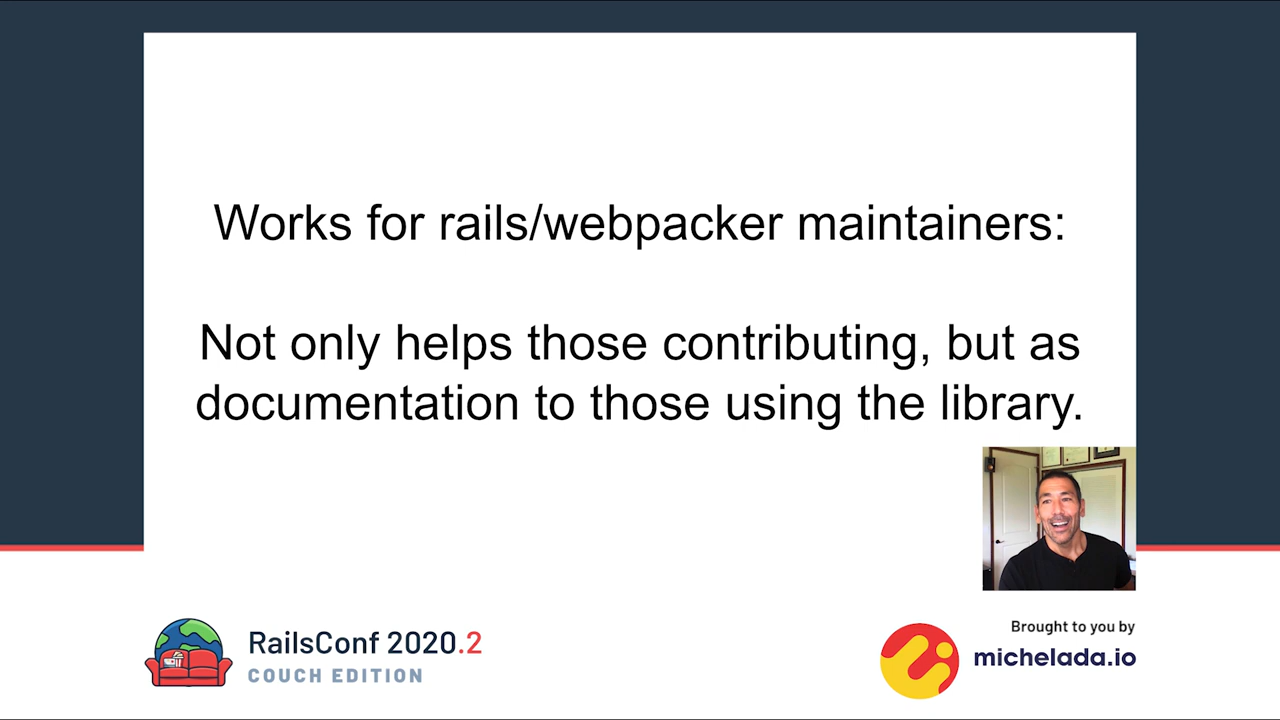 Works for rails/webpacker maintainers:
Not only helps those contributing, but as
documentation to those using the library.
RailsConf 2020.2
COUCH EDITION
Brought to you by
michelada.io